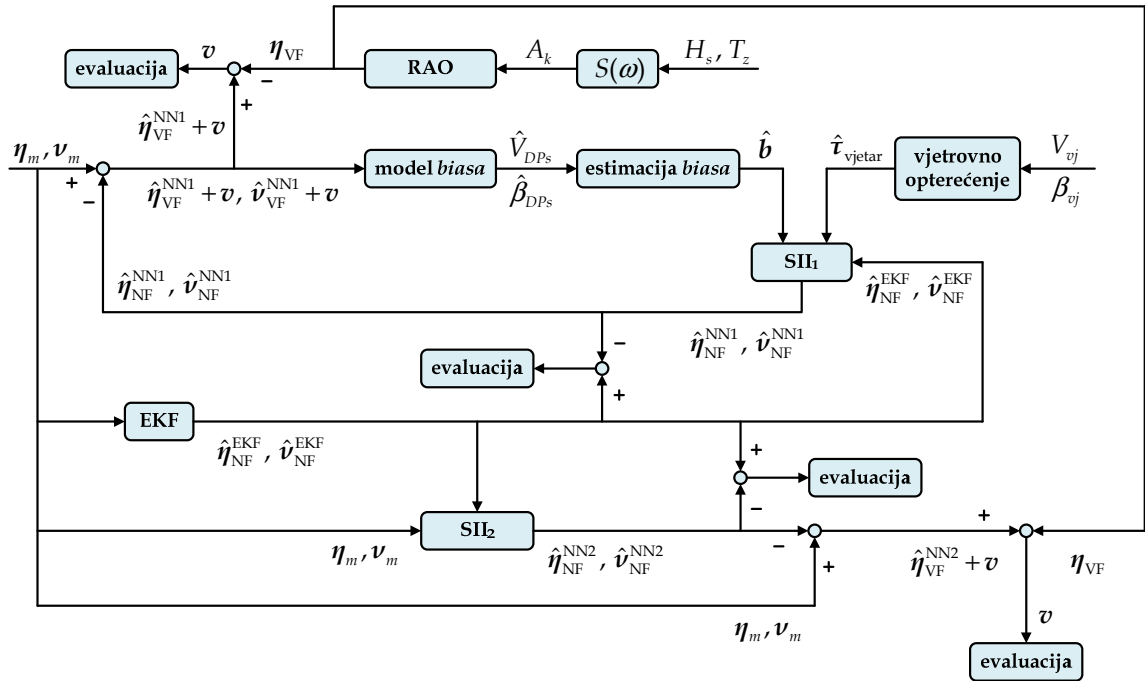 evaluacija
v
η_VF
RAO
A_k
S(ω)
H_s, T_z
−
+
η̂_VF^NN1 + v
η_m, ν_m
+
−
η̂_VF^NN1 + v, ν̂_VF^NN1 + v
model biasa
V̂_DPs
β̂_DPs
estimacija biasa
b̂
τ̂_vjetar
vjetrovno
opterećenje
V_vj
β_vj
SII₁
η̂_NF^NN1, ν̂_NF^NN1
η̂_NF^EKF, ν̂_NF^EKF
η̂_NF^NN1, ν̂_NF^NN1
−
evaluacija
+
EKF
η̂_NF^EKF, ν̂_NF^EKF
+
evaluacija
−
SII₂
η_m, ν_m
η̂_NF^NN2, ν̂_NF^NN2
−
+
+
η̂_VF^NN2 + v
η_VF
η_m, ν_m
v
evaluacija